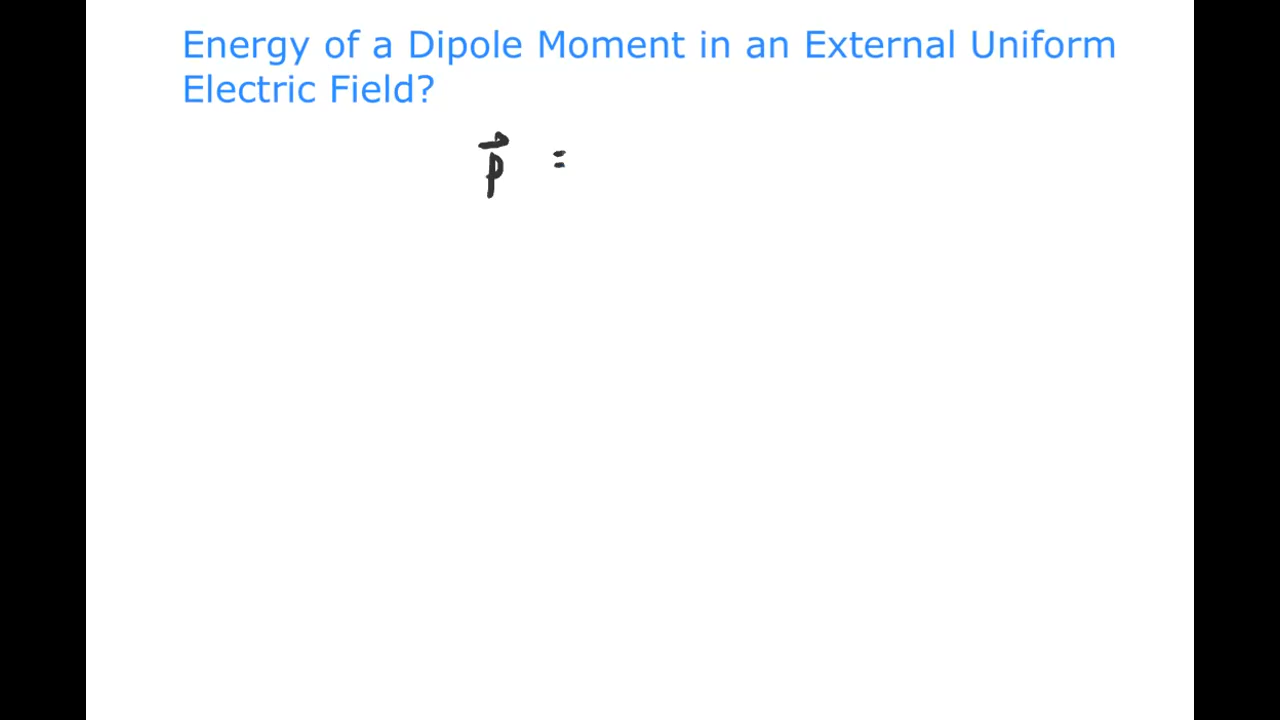 Energy of a Dipole Moment in an External Uniform
Electric Field?
p⃗ =